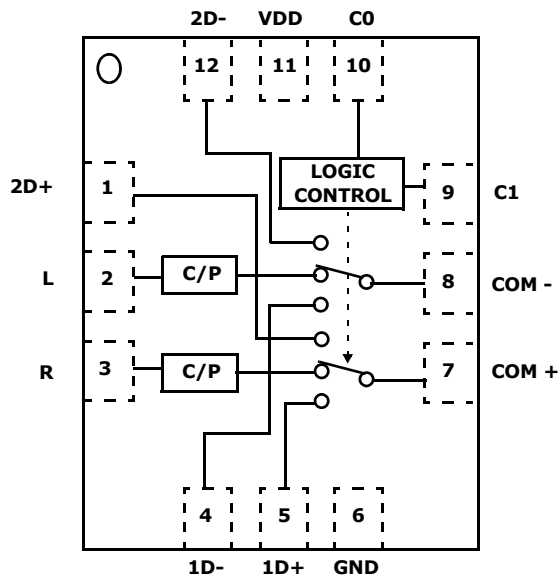 2D- VDD C0
12 11 10
LOGIC
CONTROL
2D+ 1 9 C1
L 2 C/P 8 COM -
R 3 C/P 7 COM +
4 5 6
1D- 1D+ GND